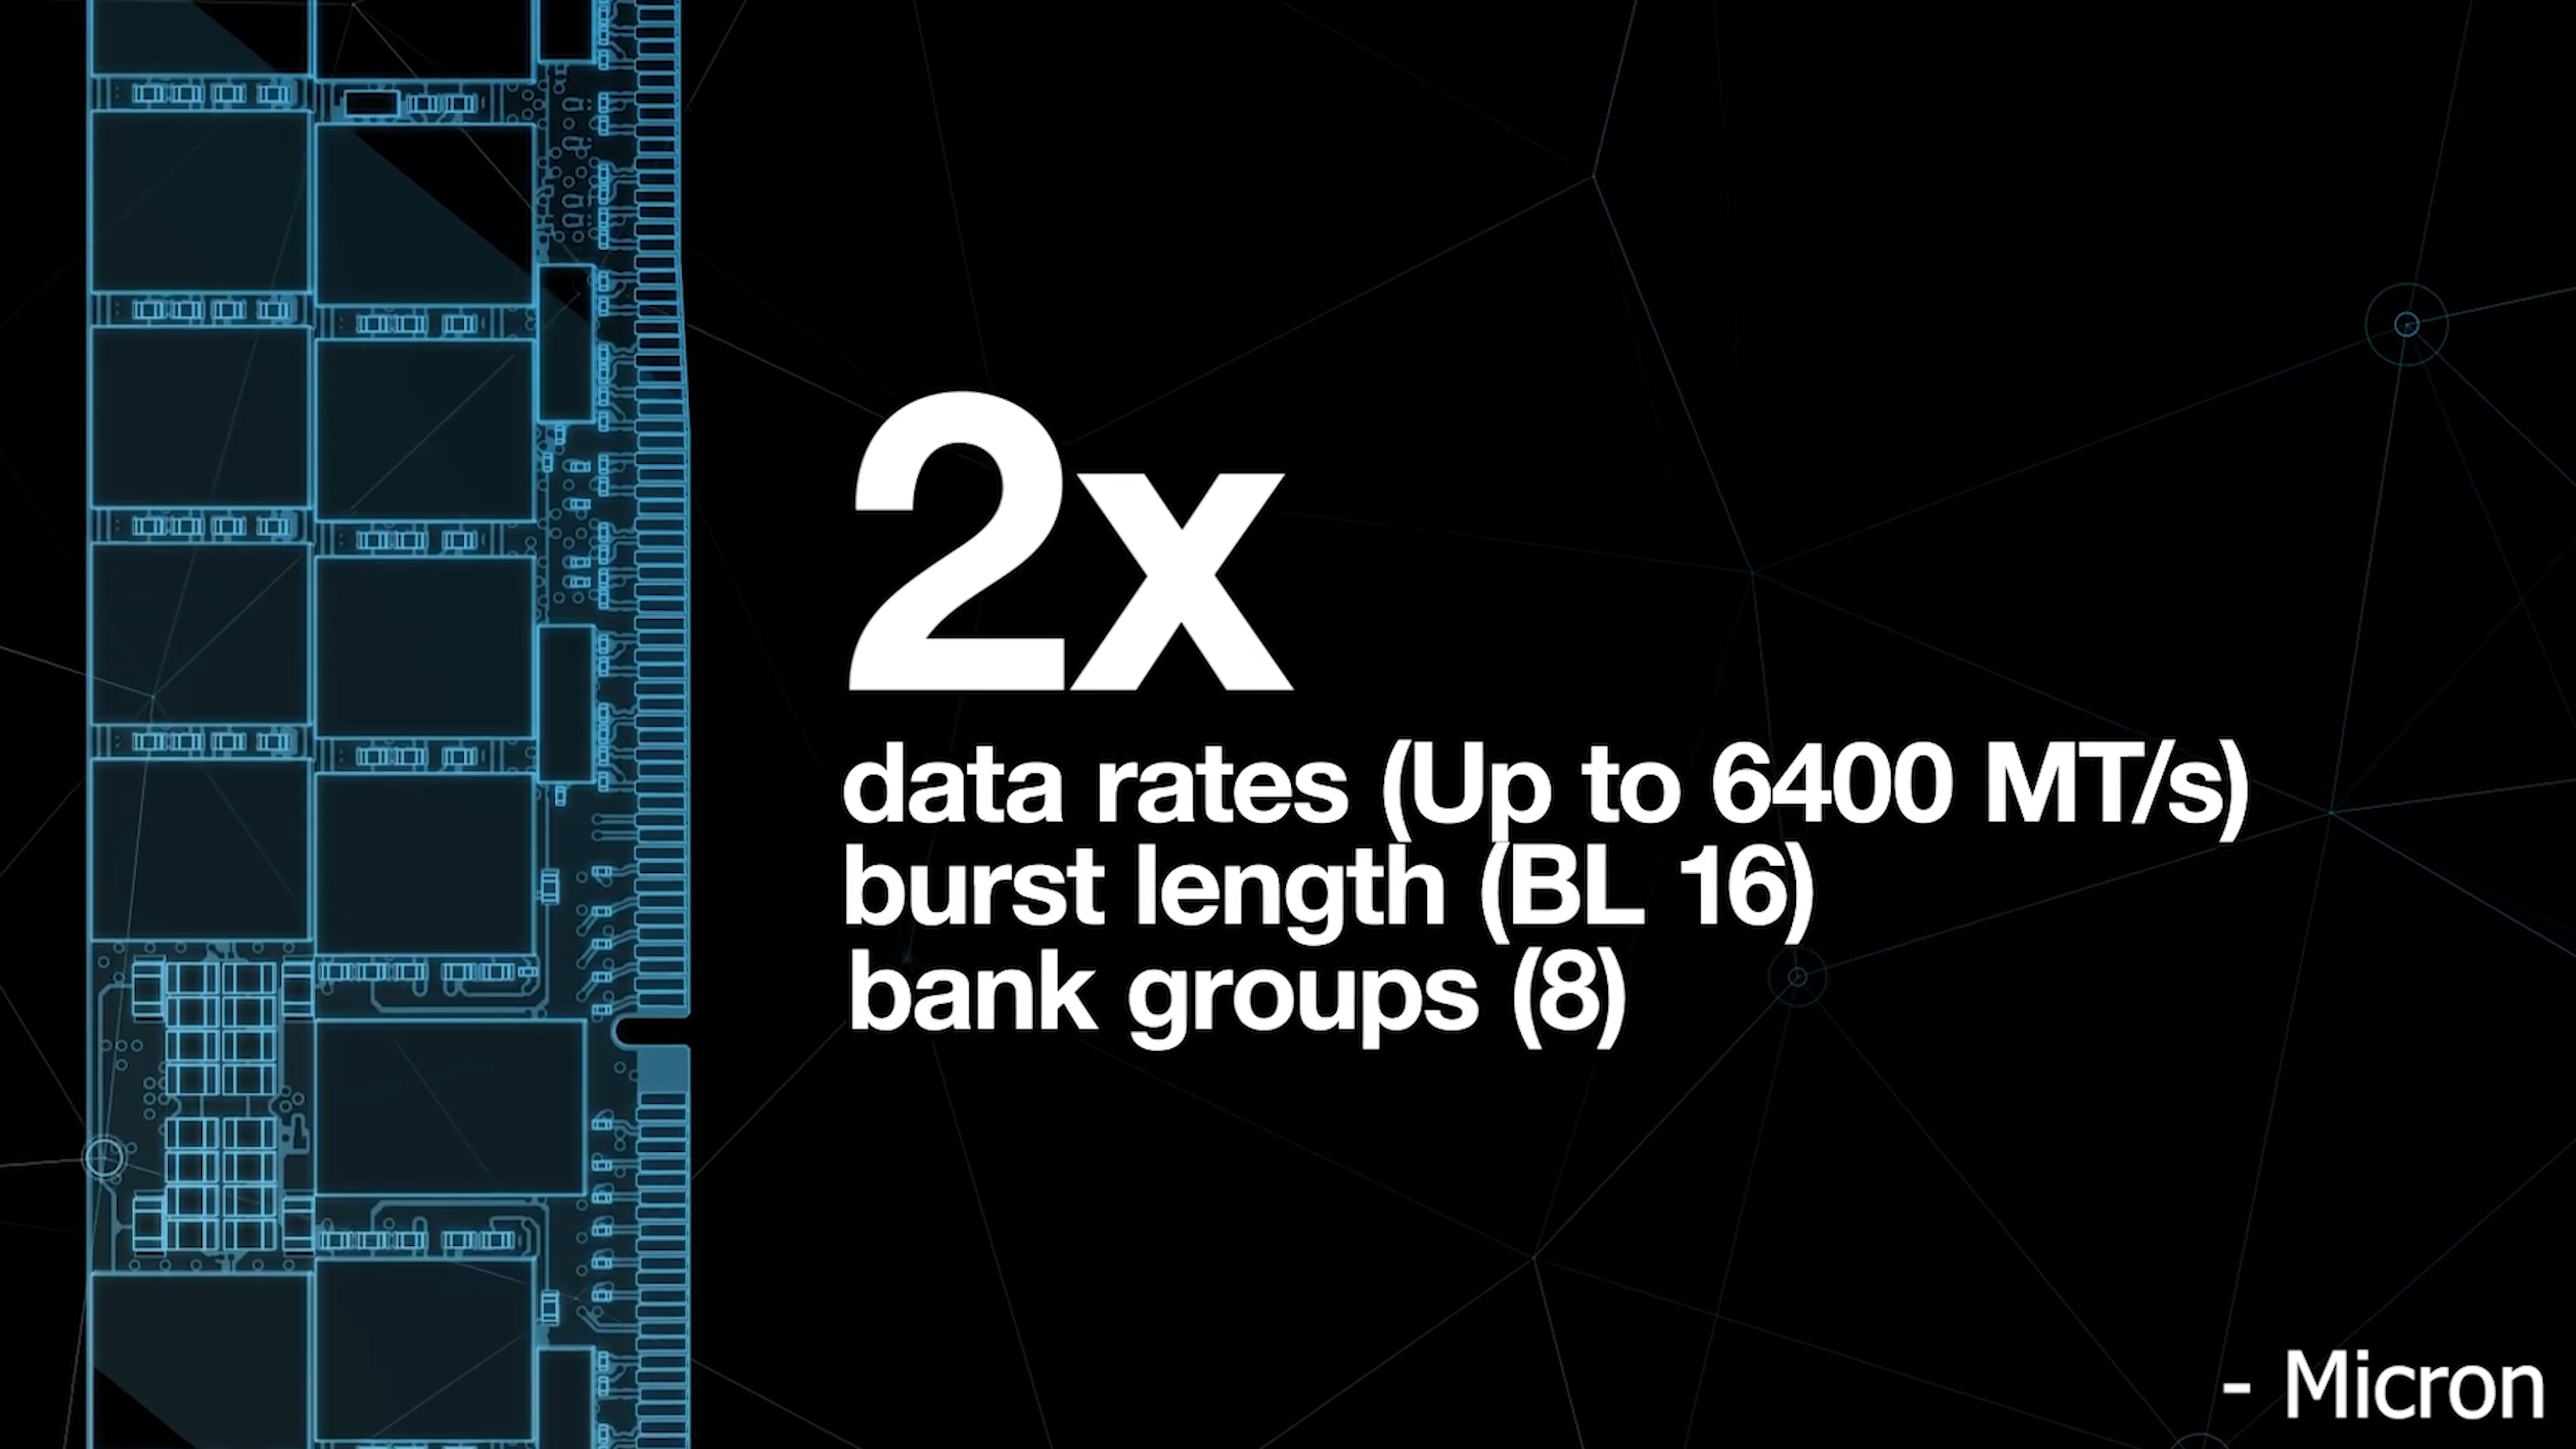 2x
data rates (Up to 6400 MT/s)
burst length (BL 16)
bank groups (8)
- Micron